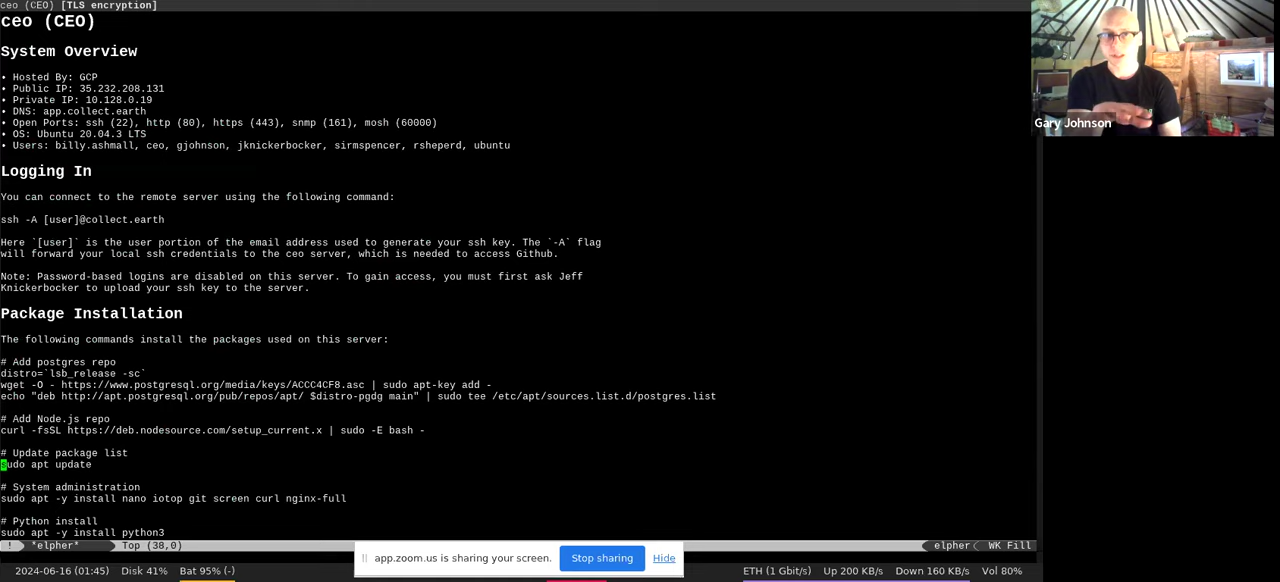 ceo (CEO) [TLS encryption]
ceo (CEO)
System Overview
• Hosted By: GCP
• Public IP: 35.232.208.131
• Private IP: 10.128.0.19
• DNS: app.collect.earth
• Open Ports: ssh (22), http (80), https (443), snmp (161), mosh (60000)
• OS: Ubuntu 20.04.3 LTS
• Users: billy.ashmall, ceo, gjohnson, jknickerbocker, sirmspencer, rsheperd, ubuntu
Logging In
You can connect to the remote server using the following command:
ssh -A [user]@collect.earth
Here `[user]` is the user portion of the email address used to generate your ssh key. The `-A` flag
will forward your local ssh credentials to the ceo server, which is needed to access Github.
Note: Password-based logins are disabled on this server. To gain access, you must first ask Jeff
Knickerbocker to upload your ssh key to the server.
Package Installation
The following commands install the packages used on this server:
# Add postgres repo
distro=`lsb_release -sc`
wget -O - https://www.postgresql.org/media/keys/ACCC4CF8.asc | sudo apt-key add -
echo "deb http://apt.postgresql.org/pub/repos/apt/ $distro-pgdg main" | sudo tee /etc/apt/sources.list.d/postgres.list
# Add Node.js repo
curl -fsSL https://deb.nodesource.com/setup_current.x | sudo -E bash -
# Update package list
sudo apt update
# System administration
sudo apt -y install nano iotop git screen curl nginx-full
# Python install
sudo apt -y install python3
! *elpher* Top (38,0) elpher WK Fill
app.zoom.us is sharing your screen. Stop sharing Hide
2024-06-16 (01:45) Disk 41% Bat 95% (-) ETH (1 Gbit/s) Up 200 KB/s Down 160 KB/s Vol 80%
Gary Johnson